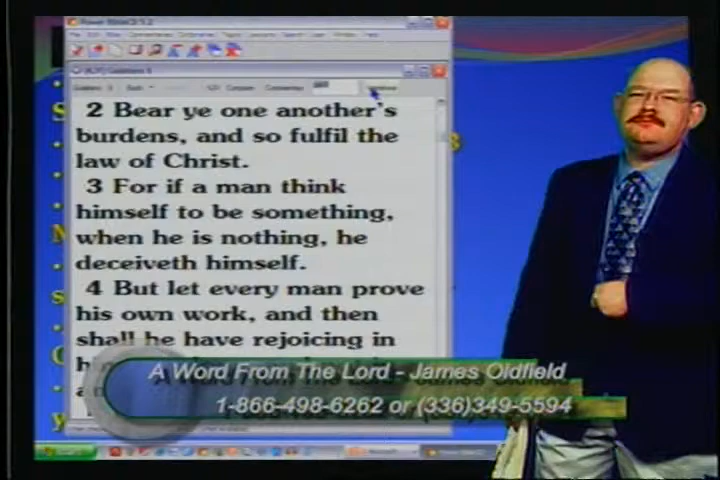 (KJV) Galatians 6
2 Bear ye one another's
burdens, and so fulfil the
law of Christ.
3 For if a man think
himself to be something,
when he is nothing, he
deceiveth himself.
4 But let every man prove
his own work, and then
shall he have rejoicing in
A Word From The Lord - James Oldfield
1-866-498-6262 or (336)349-5594